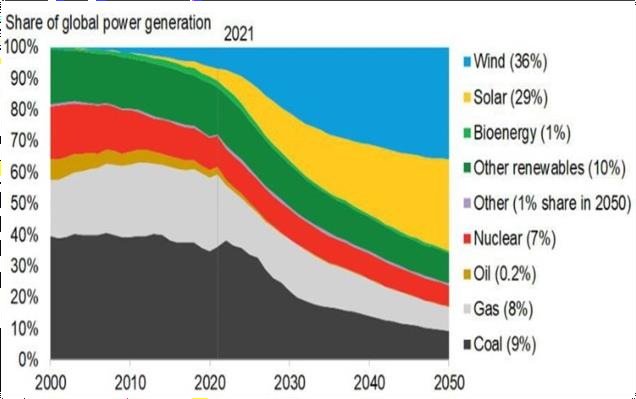 Share of global power generation
2021
100%
90%
80%
70%
60%
50%
40%
30%
20%
10%
0%
2000 2010 2020 2030 2040 2050
Wind (36%)
Solar (29%)
Bioenergy (1%)
Other renewables (10%)
Other (1% share in 2050)
Nuclear (7%)
Oil (0.2%)
Gas (8%)
Coal (9%)